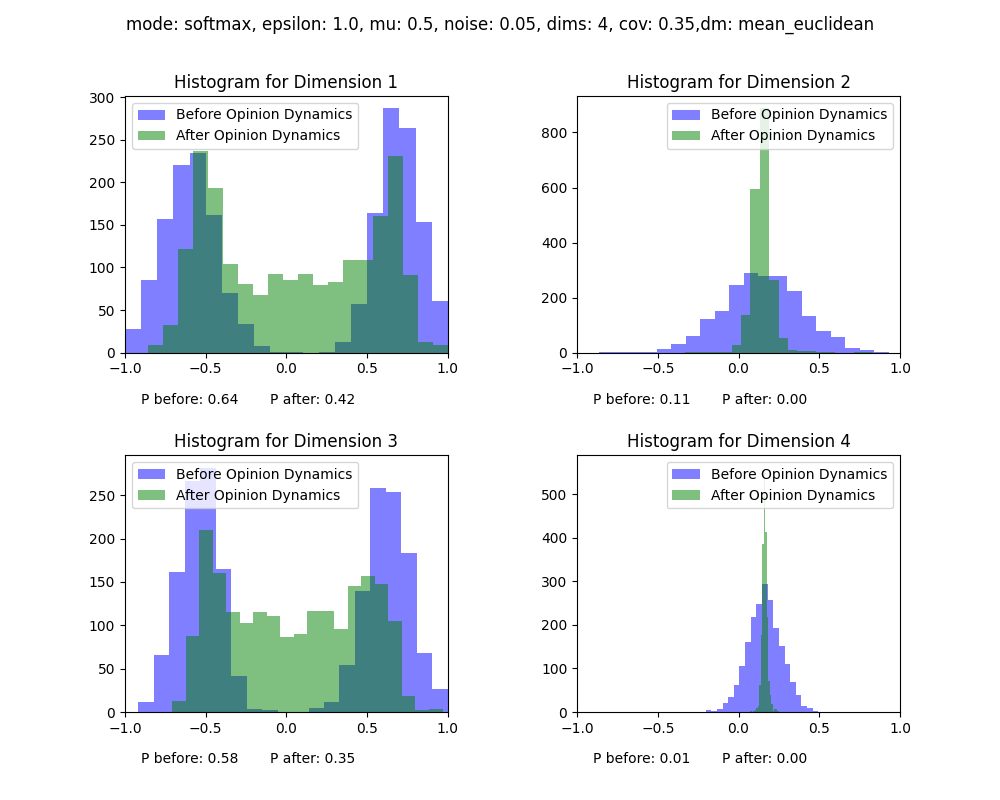 mode: softmax, epsilon: 1.0, mu: 0.5, noise: 0.05, dims: 4, cov: 0.35,dm: mean_euclidean
Histogram for Dimension 1
Before Opinion Dynamics
After Opinion Dynamics
300
250
200
150
100
50
0
−1.0 −0.5 0.0 0.5 1.0
P before: 0.64 P after: 0.42
Histogram for Dimension 2
Before Opinion Dynamics
After Opinion Dynamics
800
600
400
200
0
−1.0 −0.5 0.0 0.5 1.0
P before: 0.11 P after: 0.00
Histogram for Dimension 3
Before Opinion Dynamics
After Opinion Dynamics
250
200
150
100
50
0
−1.0 −0.5 0.0 0.5 1.0
P before: 0.58 P after: 0.35
Histogram for Dimension 4
Before Opinion Dynamics
After Opinion Dynamics
500
400
300
200
100
0
−1.0 −0.5 0.0 0.5 1.0
P before: 0.01 P after: 0.00